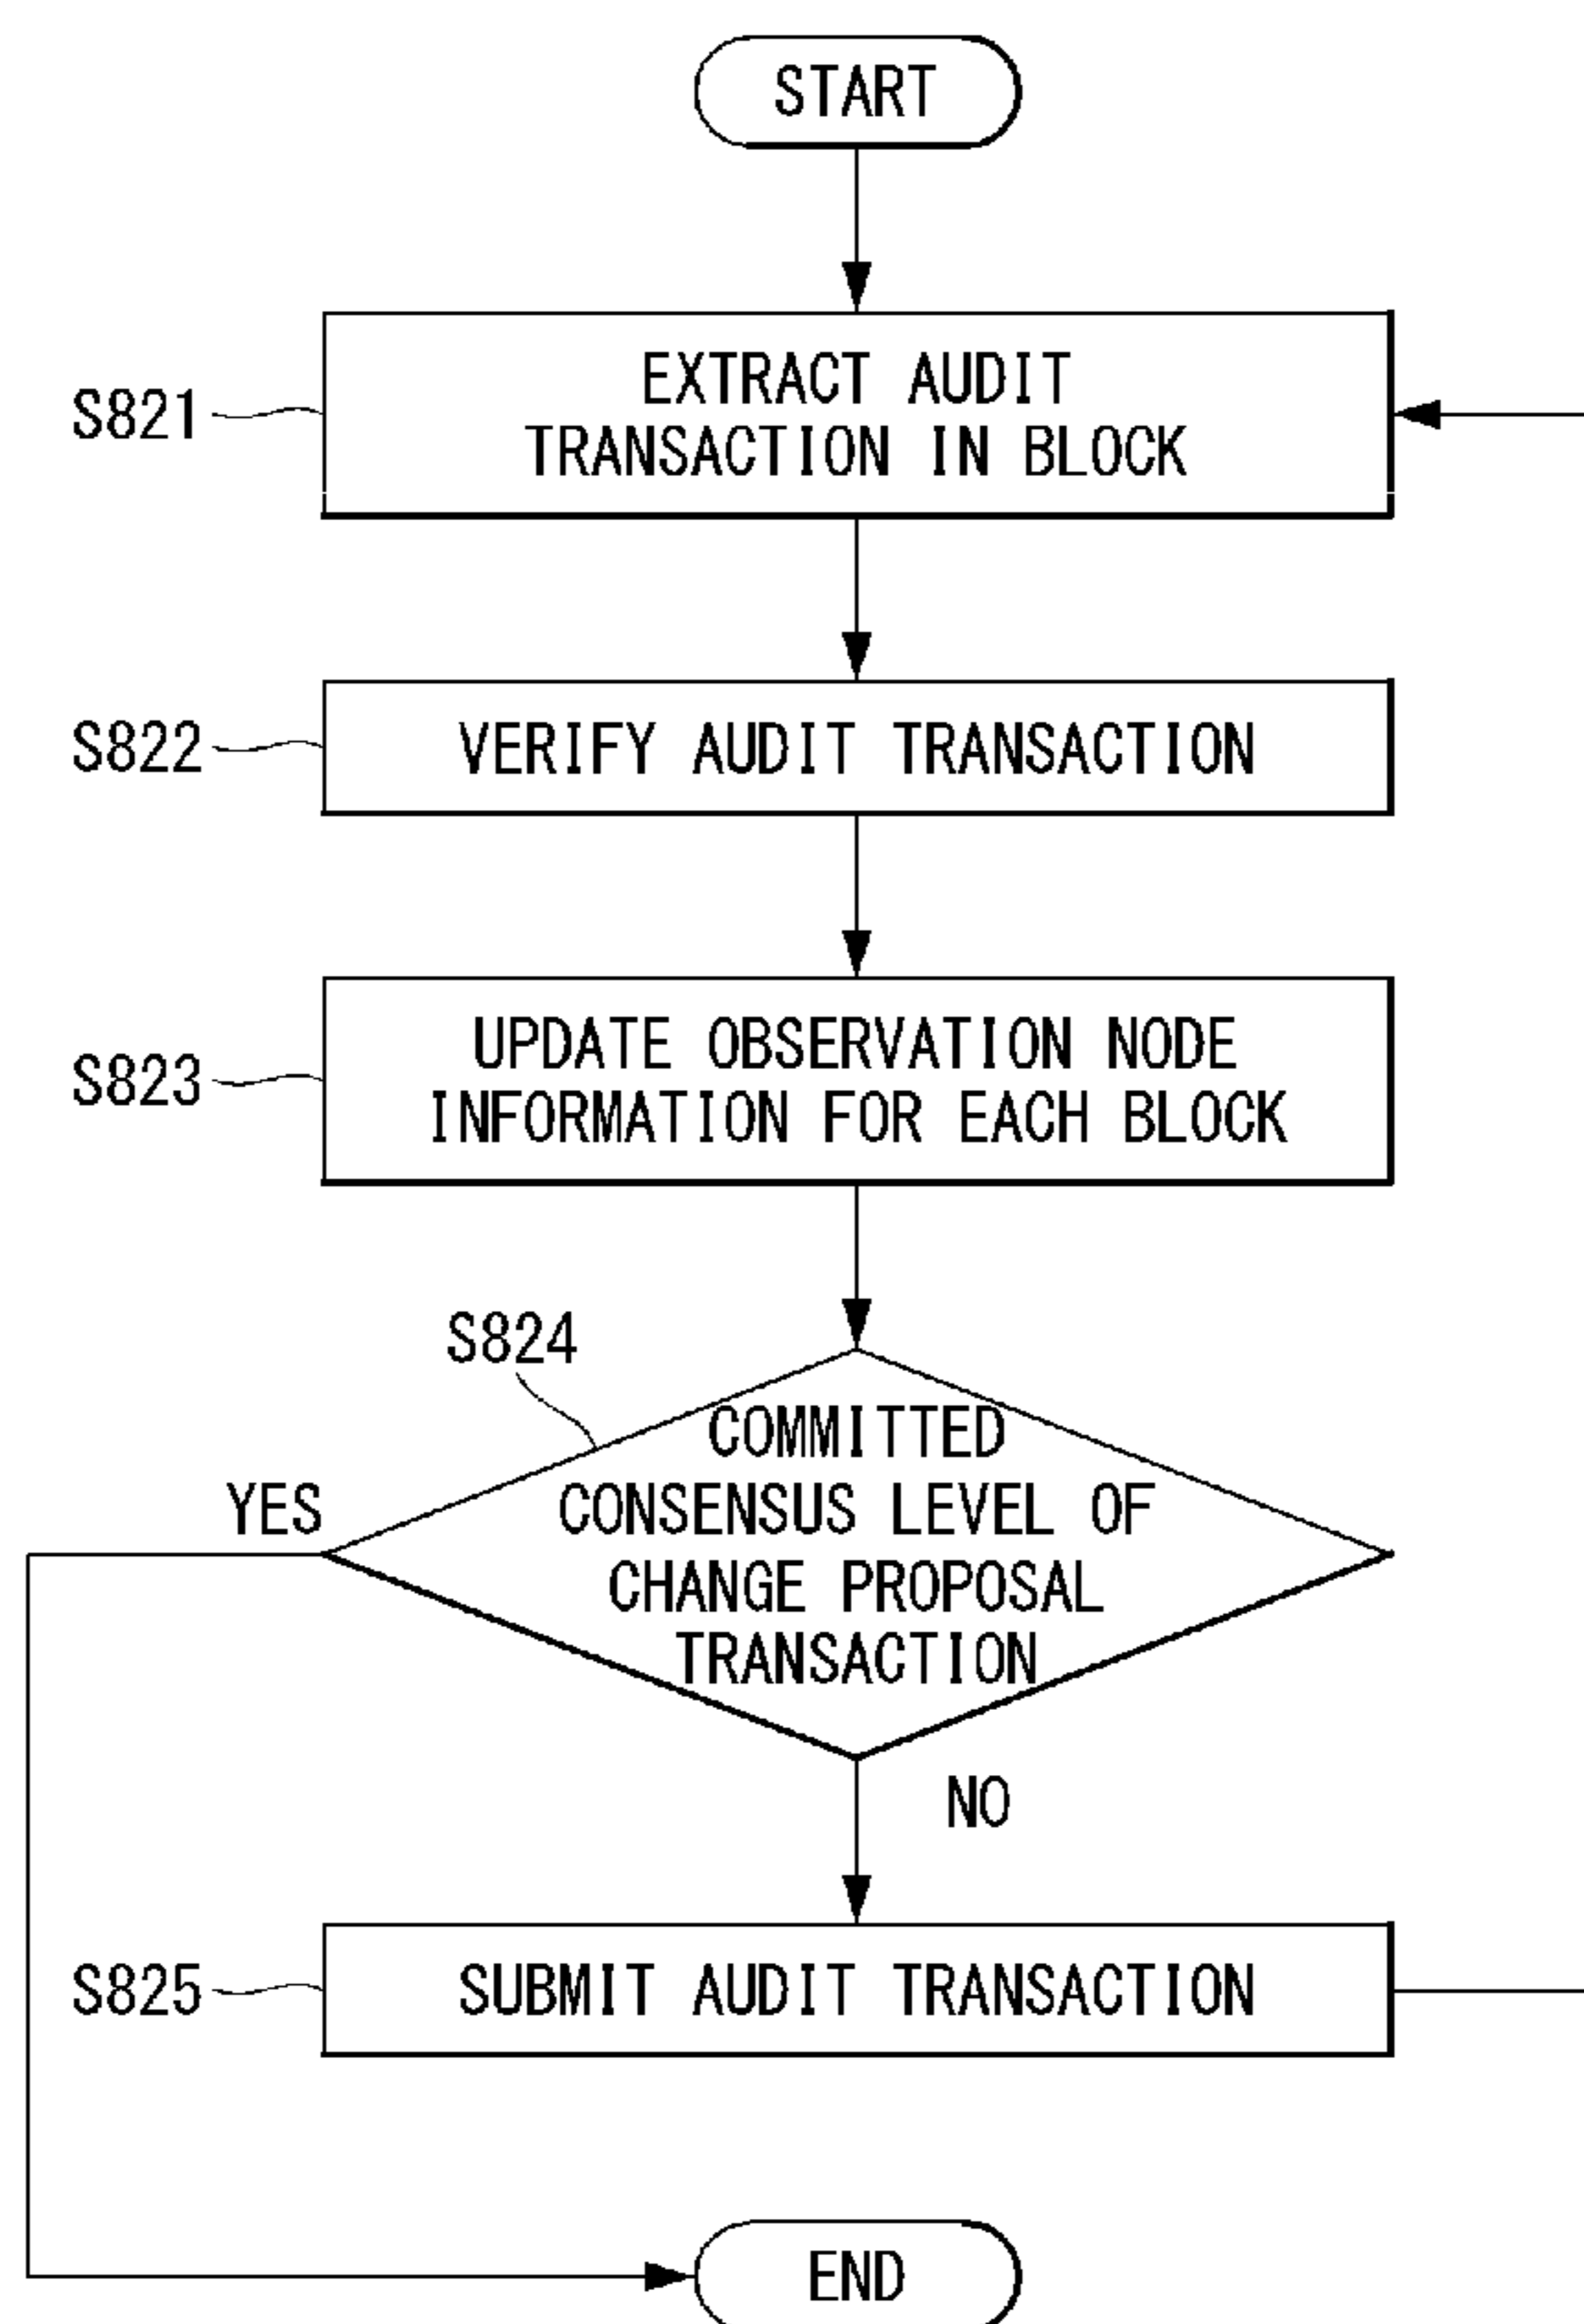 START
S821
EXTRACT AUDIT
TRANSACTION IN BLOCK
S822
VERIFY AUDIT TRANSACTION
S823
UPDATE OBSERVATION NODE
INFORMATION FOR EACH BLOCK
S824
YES
COMMITTED
CONSENSUS LEVEL OF
CHANGE PROPOSAL
TRANSACTION
NO
S825
SUBMIT AUDIT TRANSACTION
END